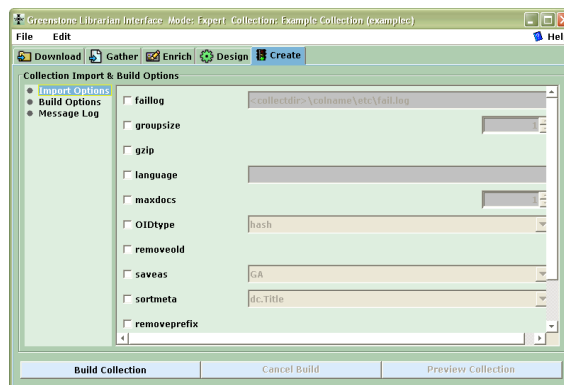 Greenstone Librarian Interface Mode: Expert Collection: Example Collection (examplec)
File Edit Hel
Download Gather Enrich Design Create
Collection Import & Build Options
Import Options
Build Options
Message Log
faillog <collectdir>\colname\etc\fail.log
groupsize 1
gzip
language
maxdocs 1
OIDtype hash
removeold
saveas GA
sortmeta dc.Title
removeprefix
Build Collection Cancel Build Preview Collection